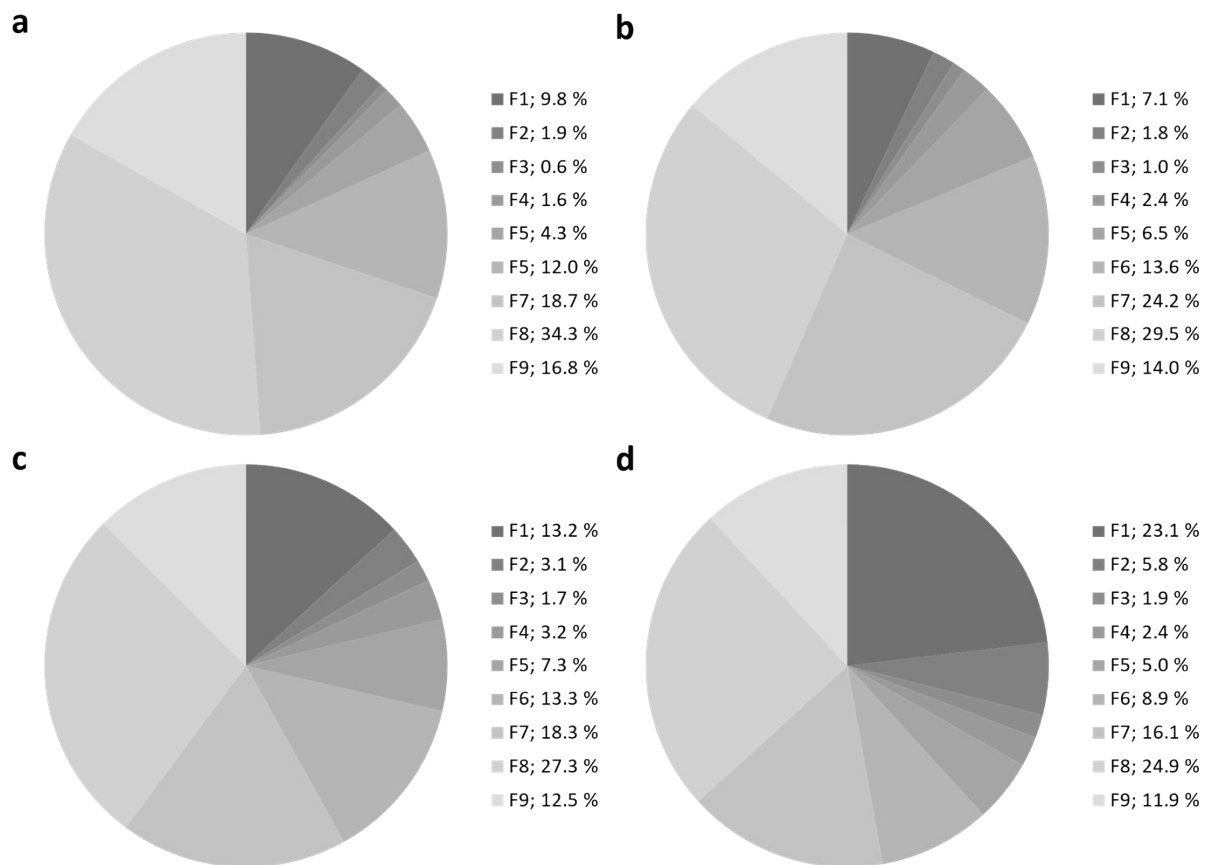 a
F1; 9.8 %
F2; 1.9 %
F3; 0.6 %
F4; 1.6 %
F5; 4.3 %
F5; 12.0 %
F7; 18.7 %
F8; 34.3 %
F9; 16.8 %
b
F1; 7.1 %
F2; 1.8 %
F3; 1.0 %
F4; 2.4 %
F5; 6.5 %
F6; 13.6 %
F7; 24.2 %
F8; 29.5 %
F9; 14.0 %
c
F1; 13.2 %
F2; 3.1 %
F3; 1.7 %
F4; 3.2 %
F5; 7.3 %
F6; 13.3 %
F7; 18.3 %
F8; 27.3 %
F9; 12.5 %
d
F1; 23.1 %
F2; 5.8 %
F3; 1.9 %
F4; 2.4 %
F5; 5.0 %
F6; 8.9 %
F7; 16.1 %
F8; 24.9 %
F9; 11.9 %